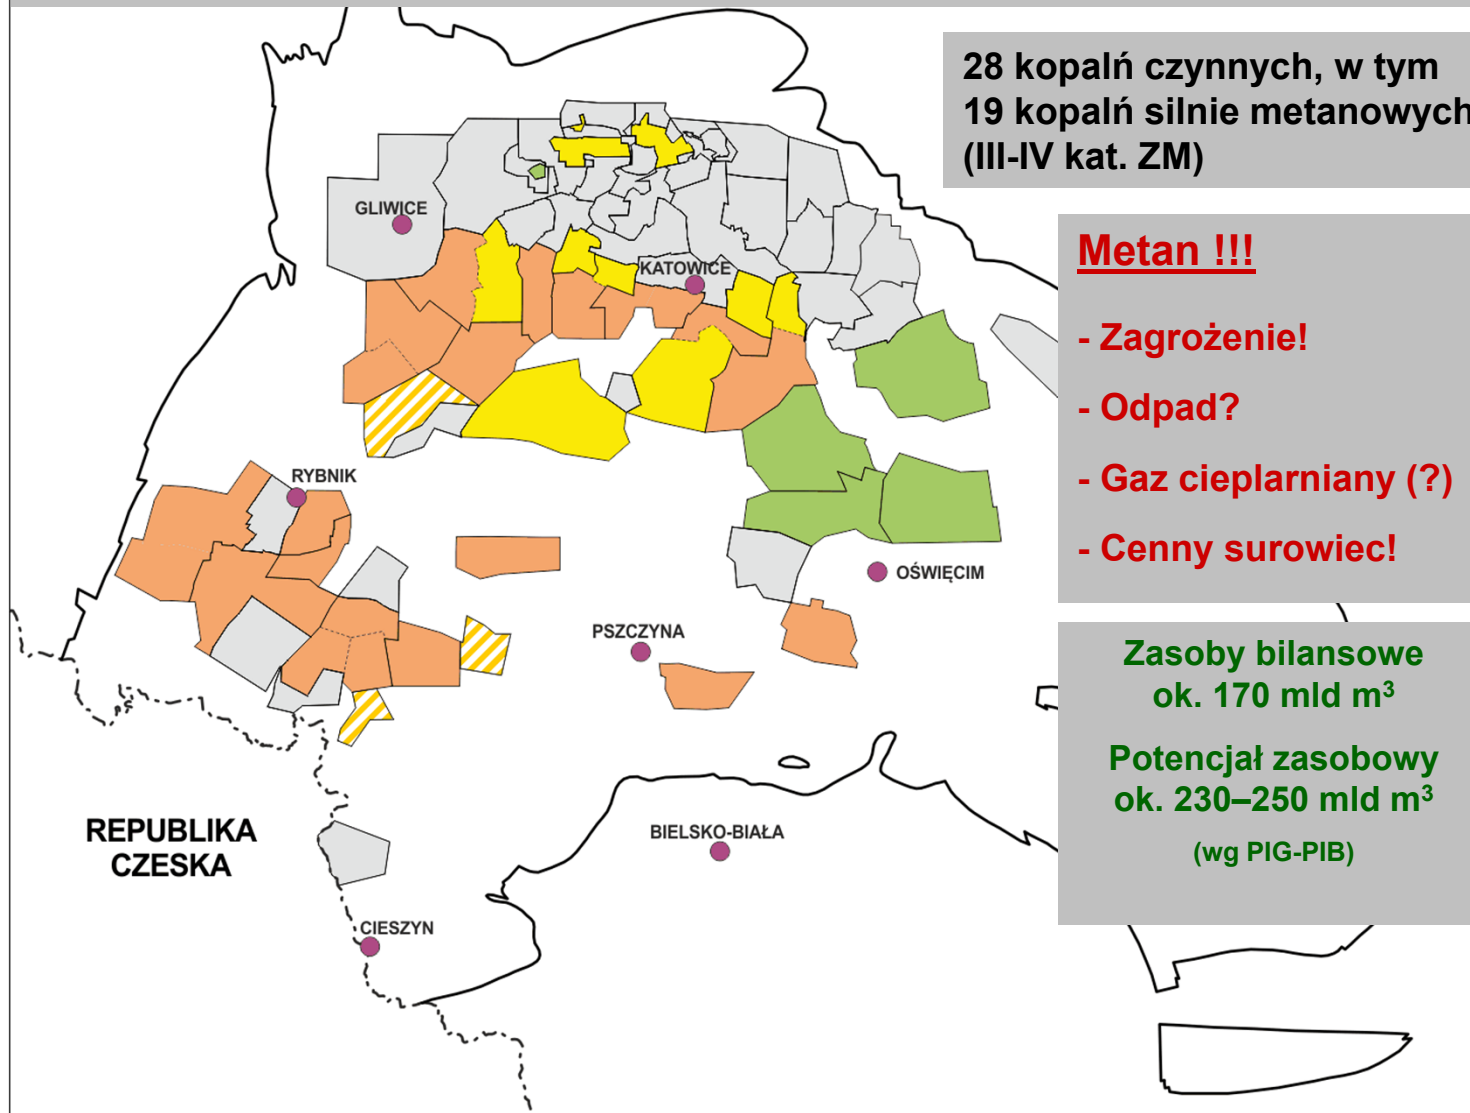 28 kopalń czynnych, w tym
19 kopalń silnie metanowych
(III-IV kat. ZM)
Metan !!!
- Zagrożenie!
- Odpad?
- Gaz cieplarniany (?)
- Cenny surowiec!
Zasoby bilansowe
ok. 170 mld m³
Potencjał zasobowy
ok. 230–250 mld m³
(wg PIG-PIB)
GLIWICE
KATOWICE
RYBNIK
OŚWIĘCIM
PSZCZYNA
BIELSKO-BIAŁA
REPUBLIKA
CZESKA
CIESZYN